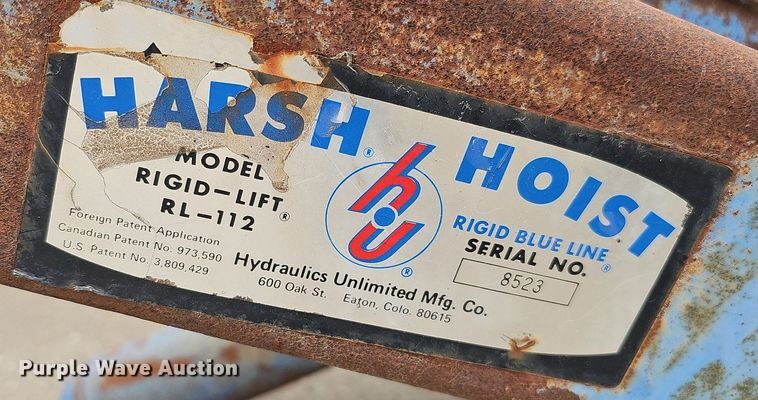 HARSH® HOIST
MODEL
RIGID-LIFT®
RL-112
Foreign Patent Application
Canadian Patent No. 973,590
U.S. Patent No. 3,809,429
hu®
RIGID BLUE LINE®
SERIAL NO.
8523
Hydraulics Unlimited Mfg. Co.
600 Oak St. Eaton, Colo. 80615
Purple Wave Auction